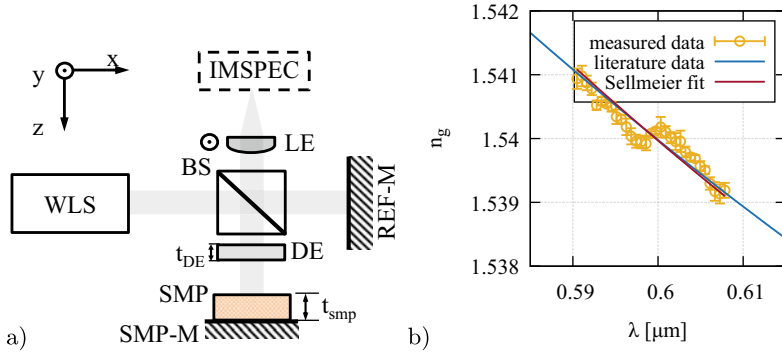 x
y
z
IMSPEC
LE
BS
WLS
REF-M
t_DE
DE
SMP
t_smp
SMP-M
a)
1.542
1.541
1.54
1.539
1.538
n_g
measured data
literature data
Sellmeier fit
0.59
0.6
0.61
λ [μm]
b)